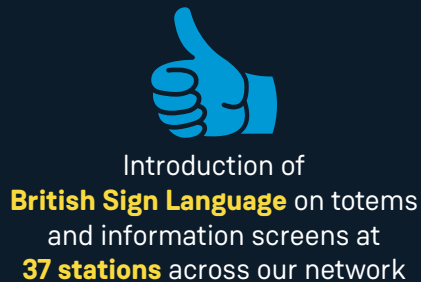 Introduction of
British Sign Language on totems
and information screens at
37 stations across our network